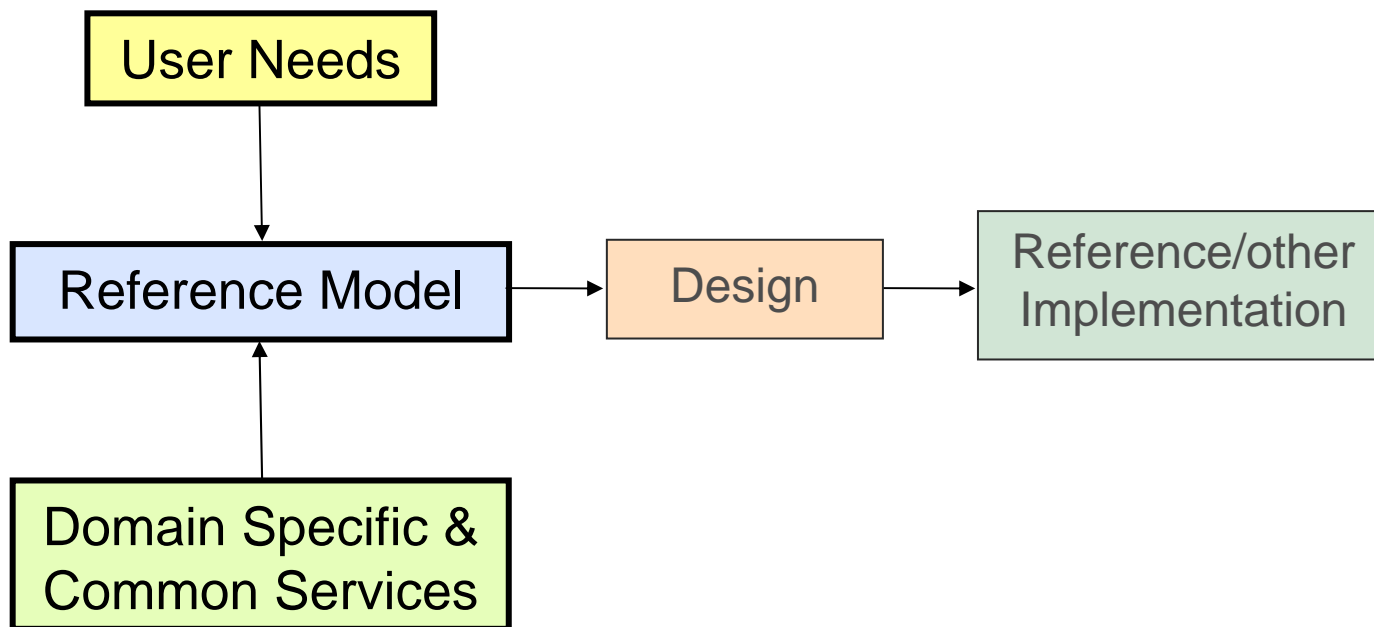 User Needs
Reference Model
Design
Reference/other
Implementation
Domain Specific &
Common Services